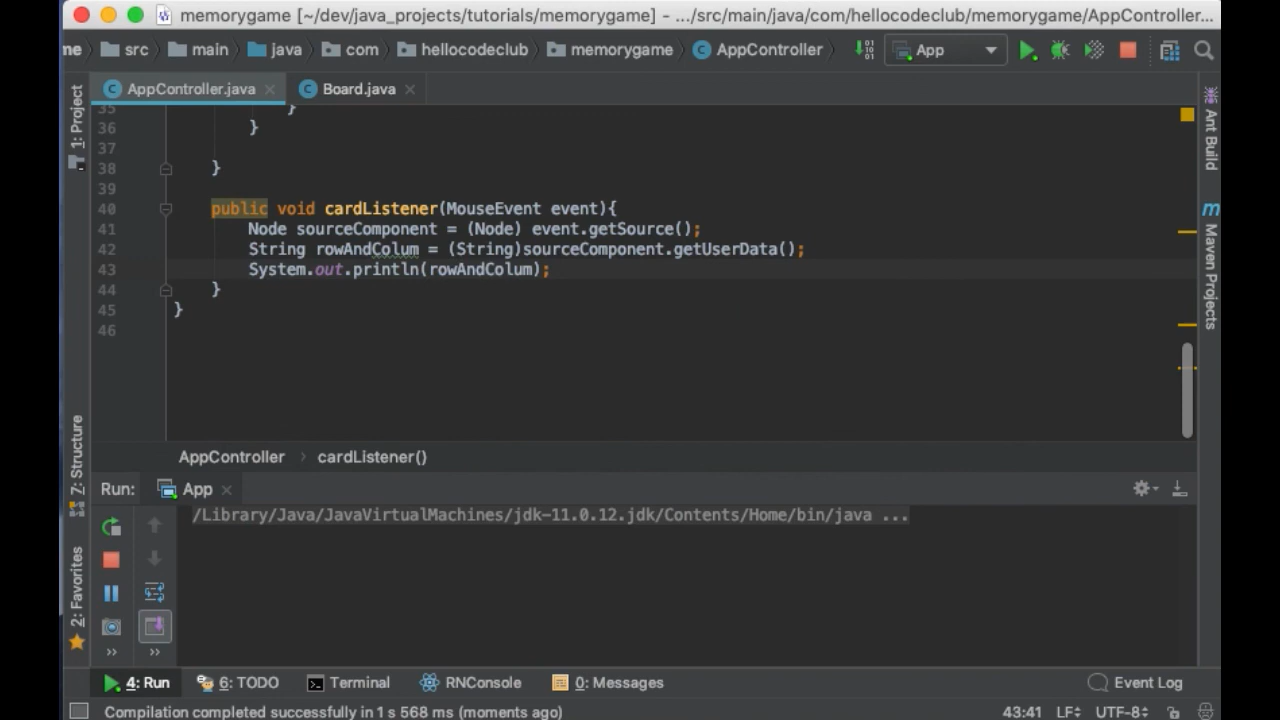 memorygame [~/dev/java_projects/tutorials/memorygame] - .../src/main/java/com/hellocodeclub/memorygame/AppController...
me src main java com hellocodeclub memorygame AppController App
AppController.java Board.java
35 }
36 }
37
38 }
39
40 public void cardListener(MouseEvent event){
41 Node sourceComponent = (Node) event.getSource();
42 String rowAndColum = (String)sourceComponent.getUserData();
43 System.out.println(rowAndColum);
44 }
45 }
46
1: Project
Z: Structure
2: Favorites
Ant Build
m Maven Projects
AppController › cardListener()
Run: App
/Library/Java/JavaVirtualMachines/jdk-11.0.12.jdk/Contents/Home/bin/java ...
4: Run 6: TODO Terminal RNConsole 0: Messages Event Log
Compilation completed successfully in 1 s 568 ms (moments ago) 43:41 LF UTF-8